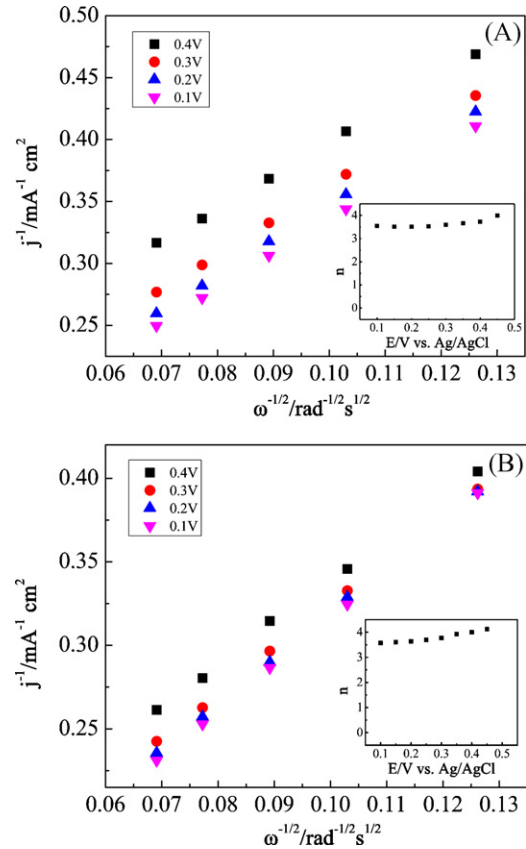 (A)
0.4V
0.3V
0.2V
0.1V
j⁻¹/mA⁻¹ cm²
0.50
0.45
0.40
0.35
0.30
0.25
0.06 0.07 0.08 0.09 0.10 0.11 0.12 0.13
ω⁻¹/²/rad⁻¹/²s¹/²
n
4
3
2
1
0
0.1 0.2 0.3 0.4 0.5
E/V vs. Ag/AgCl
(B)
0.4V
0.3V
0.2V
0.1V
j⁻¹/mA⁻¹ cm²
0.40
0.35
0.30
0.25
0.06 0.07 0.08 0.09 0.10 0.11 0.12 0.13
ω⁻¹/²/rad⁻¹/²s¹/²
n
4
3
2
1
0
0.1 0.2 0.3 0.4 0.5
E/V vs. Ag/AgCl